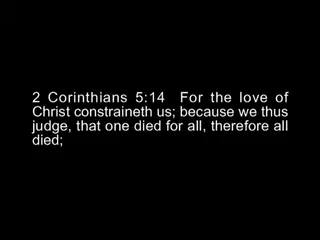 2 Corinthians 5:14 For the love of
Christ constraineth us; because we thus
judge, that one died for all, therefore all
died;